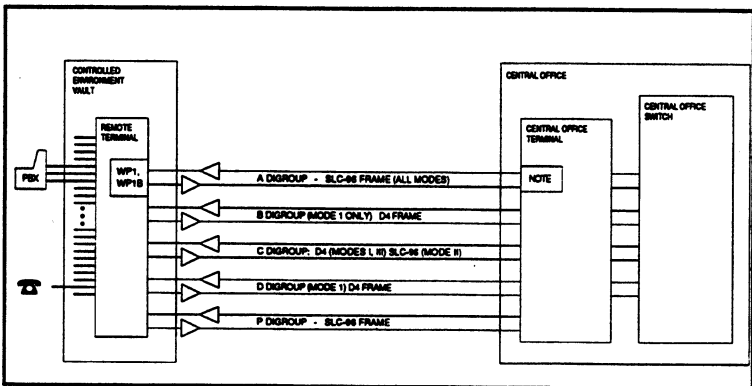 CONTROLLED
ENVIRONMENT
VAULT
REMOTE
TERMINAL
PBX
WP1,
WP1B
CENTRAL OFFICE
CENTRAL OFFICE
TERMINAL
NOTE
CENTRAL OFFICE
SWITCH
A DIGROUP - SLC-96 FRAME (ALL MODES)
B DIGROUP (MODE 1 ONLY) D4 FRAME
C DIGROUP: D4 (MODES I, III) SLC-96 (MODE II)
D DIGROUP (MODE 1) D4 FRAME
P DIGROUP - SLC-96 FRAME